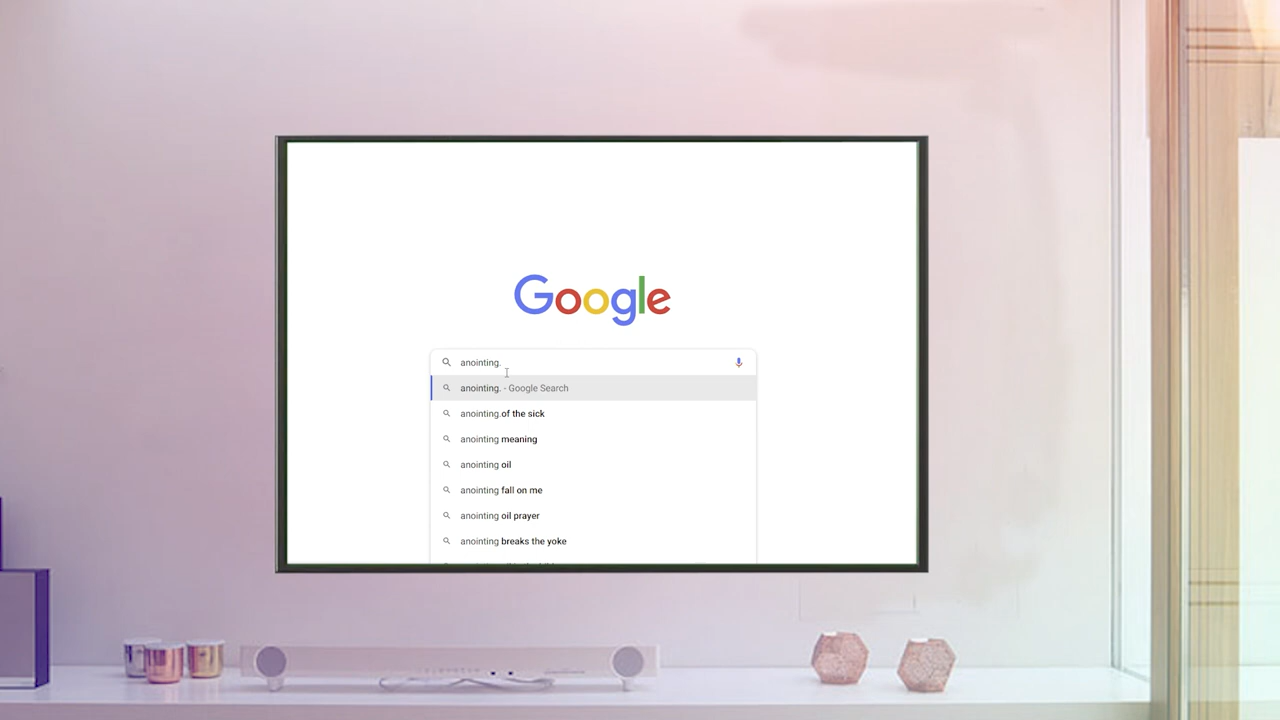 Google
anointing.
anointing. - Google Search
anointing of the sick
anointing meaning
anointing oil
anointing fall on me
anointing oil prayer
anointing breaks the yoke